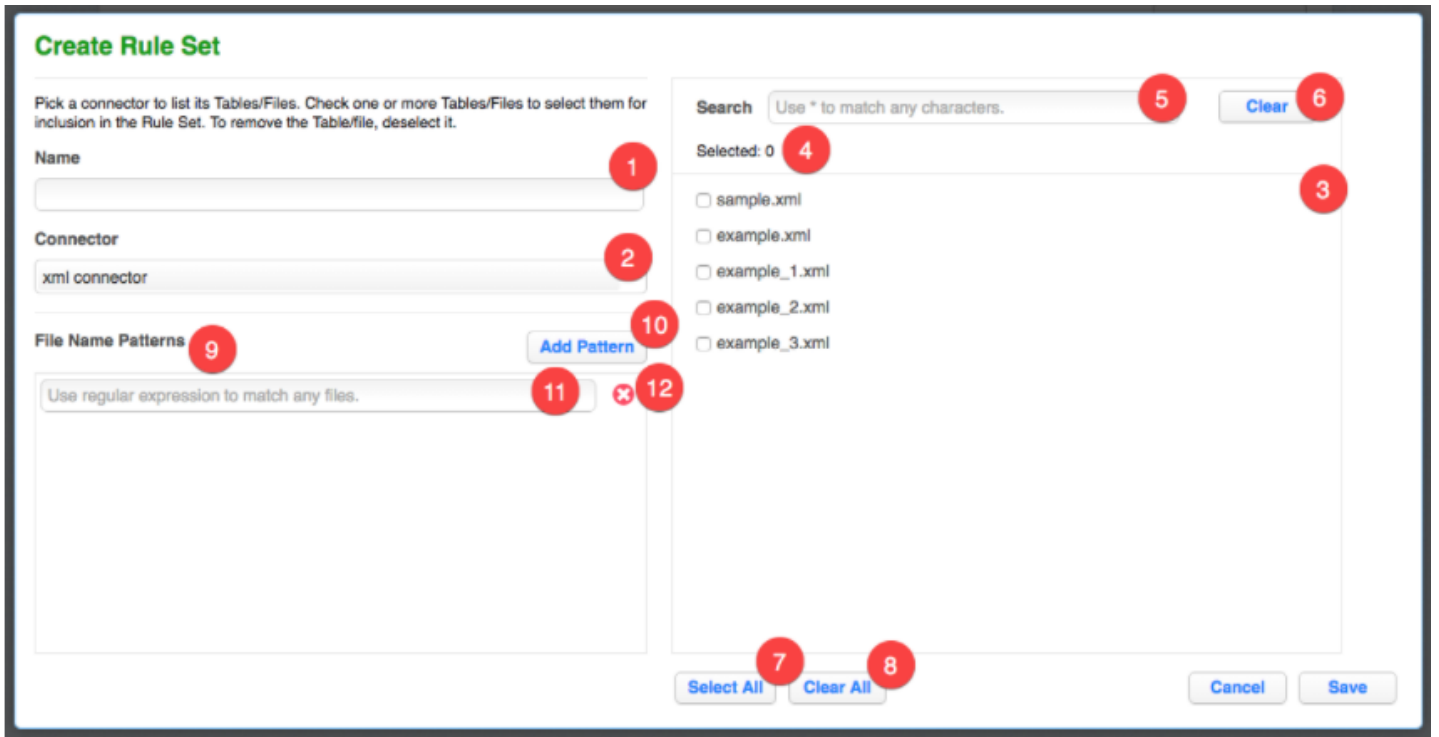 Create Rule Set
Pick a connector to list its Tables/Files. Check one or more Tables/Files to select them for
inclusion in the Rule Set. To remove the Table/file, deselect it.
Name
1
Connector
2
xml connector
File Name Patterns
9
10
Add Pattern
Use regular expression to match any files.
11
12
Search
Use * to match any characters.
5
Clear
6
Selected: 0
4
3
sample.xml
example.xml
example_1.xml
example_2.xml
example_3.xml
7
8
Select All
Clear All
Cancel
Save